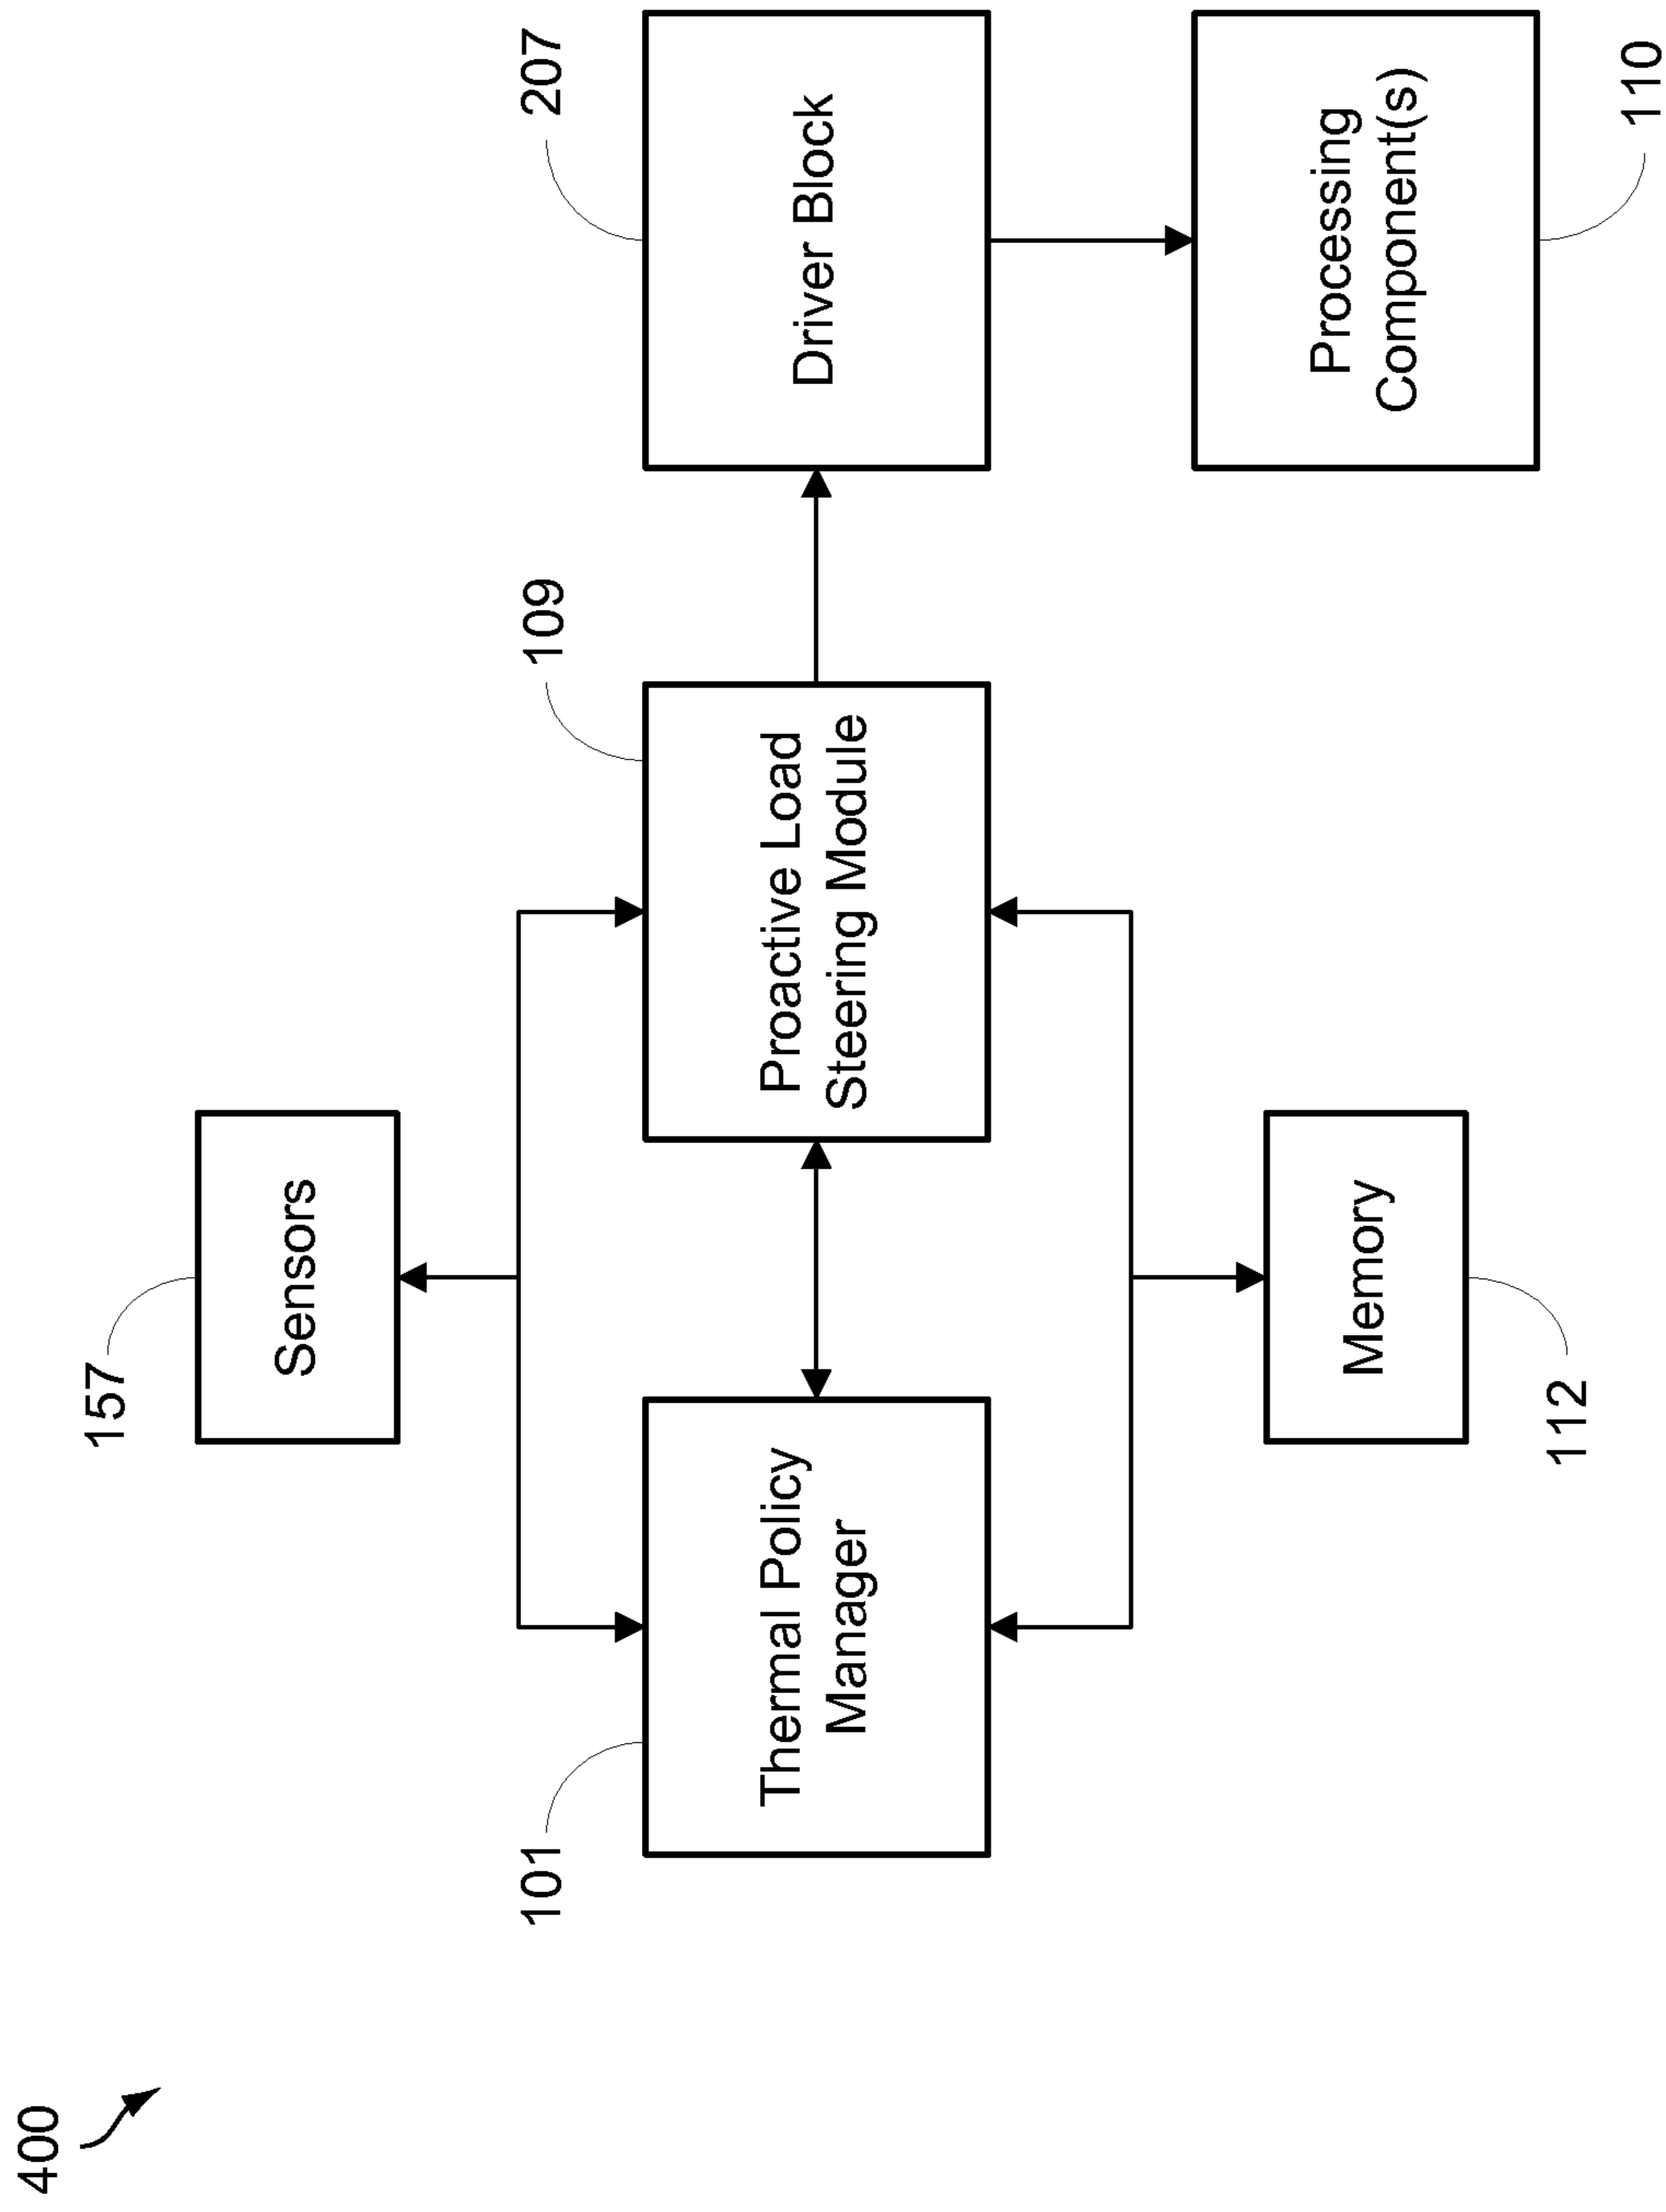 400
157
Sensors
101
Thermal Policy
Manager
109
Proactive Load
Steering Module
207
Driver Block
Memory
112
Processing
Component(s)
110